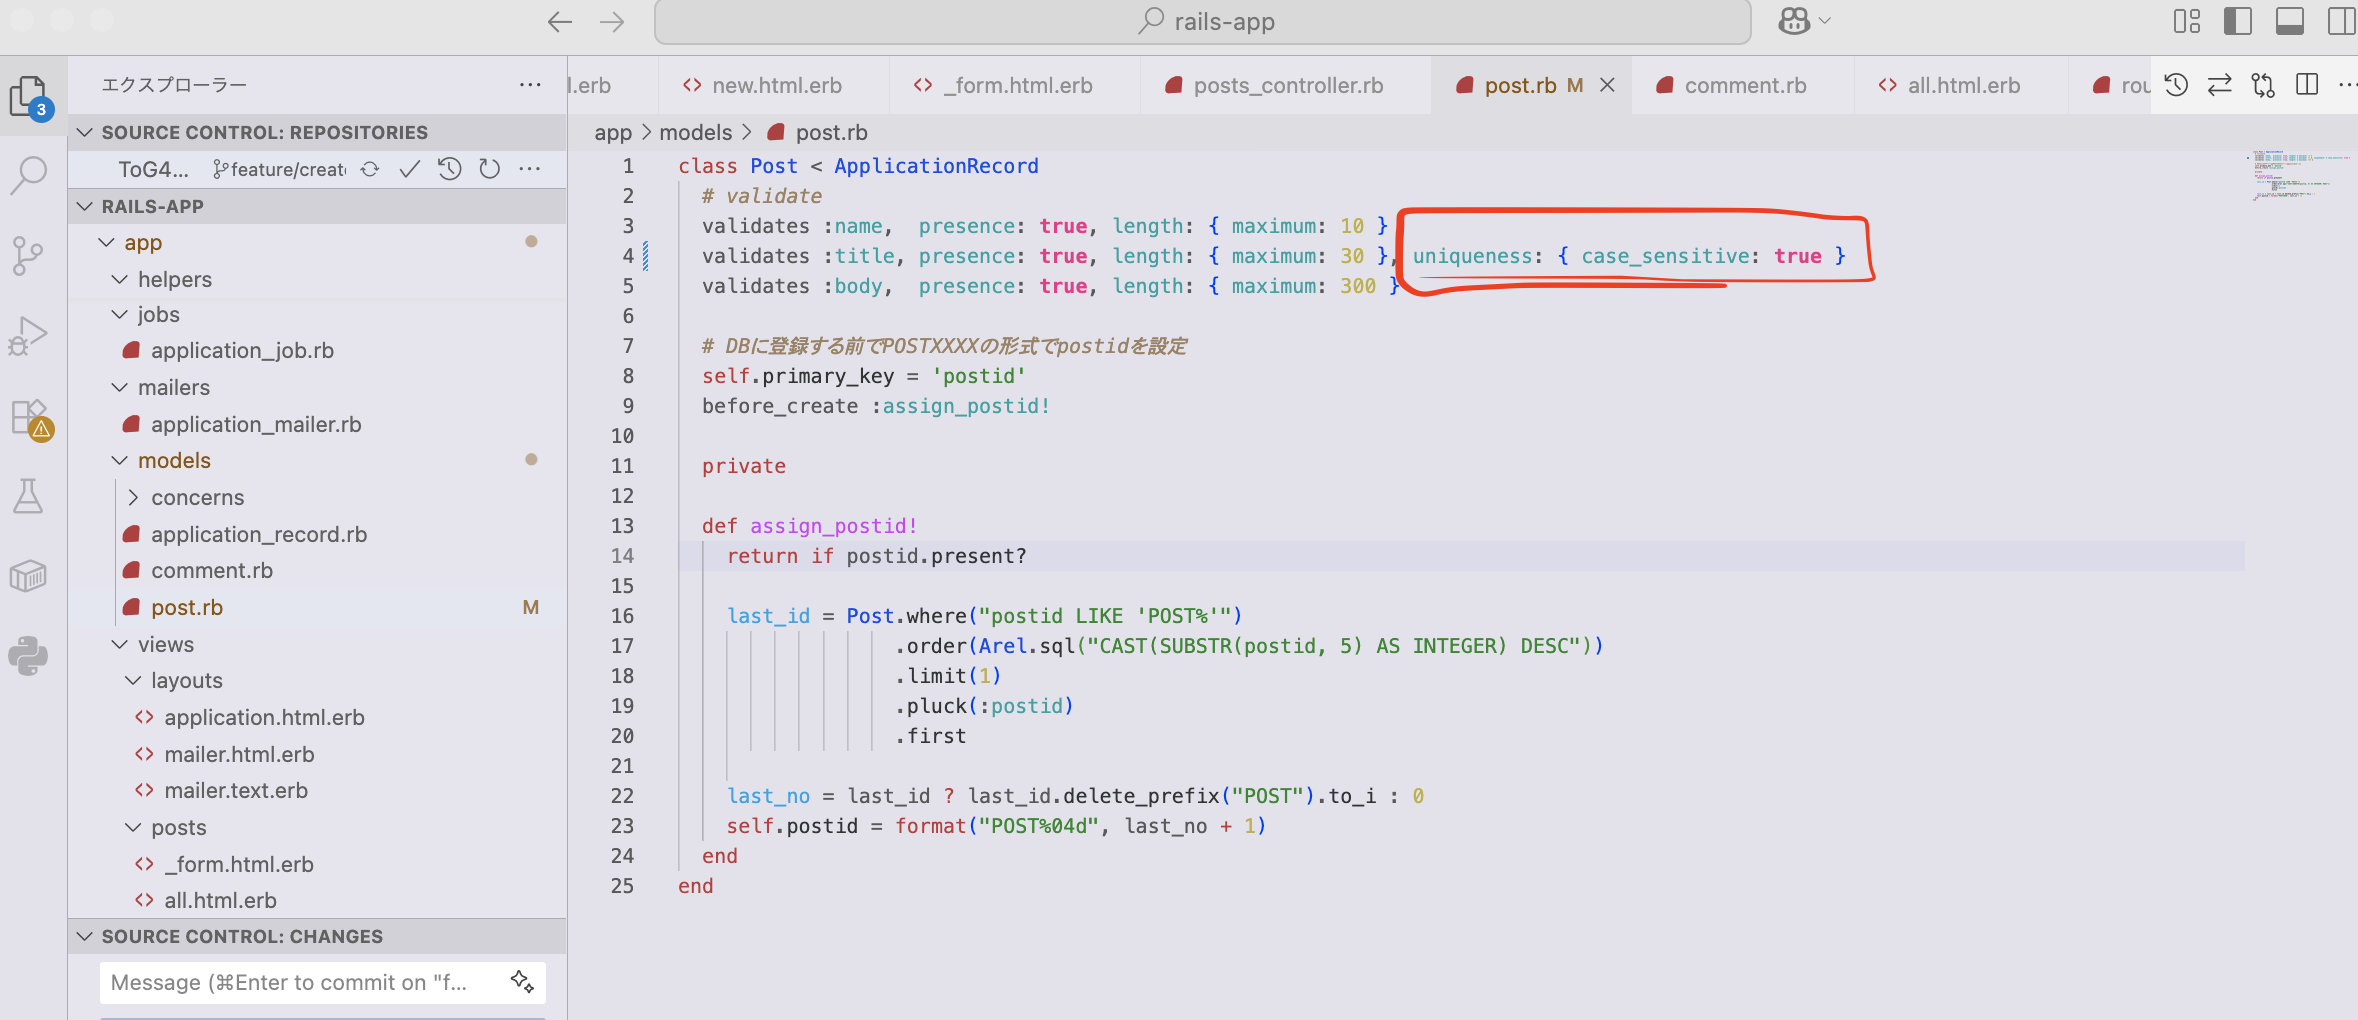 rails-app
エクスプローラー
3
l.erb
new.html.erb
_form.html.erb
posts_controller.rb
post.rb M
comment.rb
all.html.erb
rou
SOURCE CONTROL: REPOSITORIES
ToG4... feature/creat
RAILS-APP
app
helpers
jobs
application_job.rb
mailers
application_mailer.rb
models
concerns
application_record.rb
comment.rb
post.rb M
views
layouts
application.html.erb
mailer.html.erb
mailer.text.erb
posts
_form.html.erb
all.html.erb
SOURCE CONTROL: CHANGES
Message (⌘Enter to commit on "f...
app > models > post.rb
1 class Post < ApplicationRecord
2 # validate
3 validates :name,  presence: true, length: { maximum: 10 }
4 validates :title, presence: true, length: { maximum: 30 }, uniqueness: { case_sensitive: true }
5 validates :body,  presence: true, length: { maximum: 300 }
6
7 # DBに登録する前でPOSTXXXXの形式でpostidを設定
8 self.primary_key = 'postid'
9 before_create :assign_postid!
10
11 private
12
13 def assign_postid!
14 return if postid.present?
15
16 last_id = Post.where("postid LIKE 'POST%'")
17 .order(Arel.sql("CAST(SUBSTR(postid, 5) AS INTEGER) DESC"))
18 .limit(1)
19 .pluck(:postid)
20 .first
21
22 last_no = last_id ? last_id.delete_prefix("POST").to_i : 0
23 self.postid = format("POST%04d", last_no + 1)
24 end
25 end